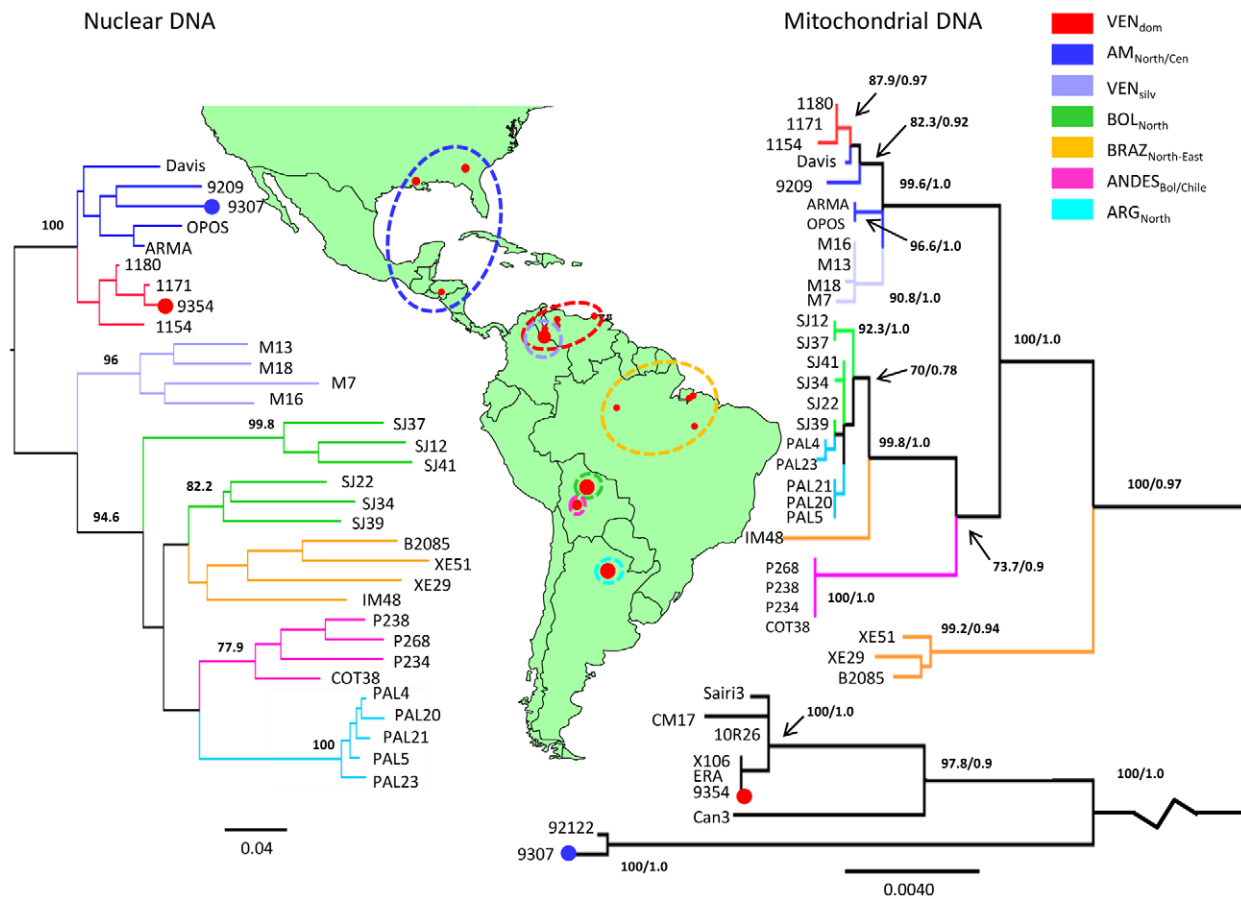 Nuclear DNA
Mitochondrial DNA
VENdom
AMNorth/Cen
VENsilv
BOLNorth
BRAZNorth-East
ANDESBol/Chile
ARGNorth
Davis
9209
9307
OPOS
ARMA
1180
1171
9354
1154
100
M13
M18
M7
M16
96
SJ37
SJ12
SJ41
99.8
SJ22
SJ34
SJ39
82.2
94.6
B2085
XE51
XE29
IM48
P238
P268
P234
COT38
77.9
PAL4
PAL20
PAL21
PAL5
PAL23
100
0.04
87.9/0.97
1180
1171
1154
82.3/0.92
Davis
9209
99.6/1.0
ARMA
OPOS
96.6/1.0
M16
M13
M18
M7
90.8/1.0
SJ12
SJ37
92.3/1.0
SJ41
SJ34
SJ22
SJ39
70/0.78
100/1.0
PAL4
PAL23
99.8/1.0
PAL21
PAL20
PAL5
100/0.97
IM48
73.7/0.9
P268
P238
P234
COT38
100/1.0
XE51
XE29
B2085
99.2/0.94
Sairi3
CM17
10R26
100/1.0
X106
ERA
9354
97.8/0.9
100/1.0
Can3
92122
9307
100/1.0
0.0040